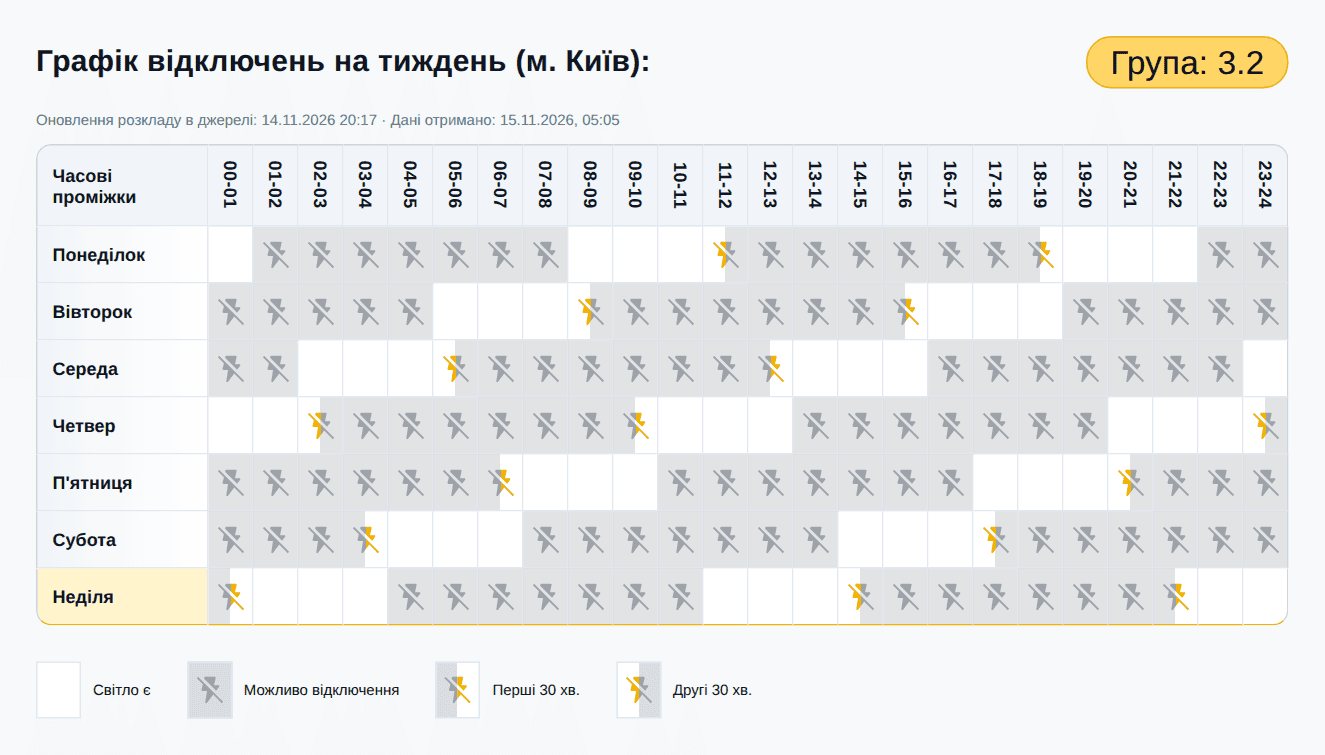 Графік відключень на тиждень (м. Київ):
Група: 3.2
Оновлення розкладу в джерелі: 14.11.2026 20:17 · Дані отримано: 15.11.2026, 05:05
Часові
проміжки
00-01 01-02 02-03 03-04 04-05 05-06 06-07 07-08 08-09 09-10 10-11 11-12 12-13 13-14 14-15 15-16 16-17 17-18 18-19 19-20 20-21 21-22 22-23 23-24
Понеділок
Вівторок
Середа
Четвер
П'ятниця
Субота
Неділя
Світло є
Можливо відключення
Перші 30 хв.
Другі 30 хв.